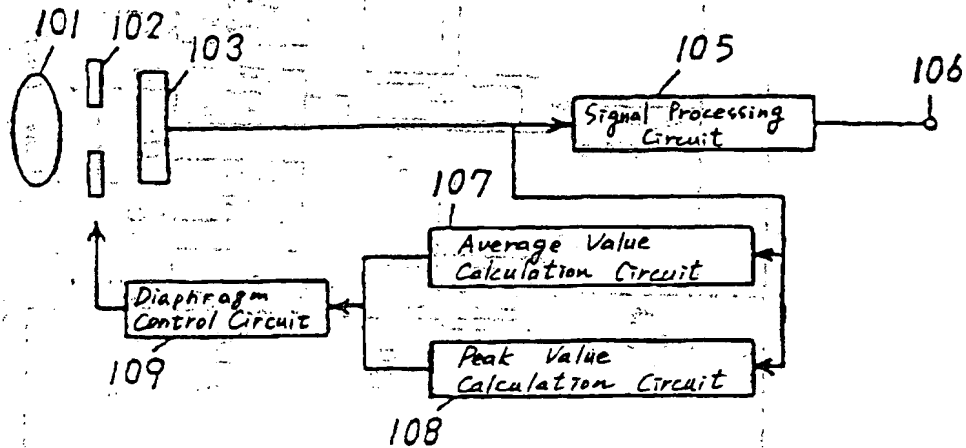 101
102
103
105
106
Signal Processing
Circuit
107
Average Value
Calculation Circuit
Diaphragm
Control Circuit
109
Peak Value
Calculation Circuit
108